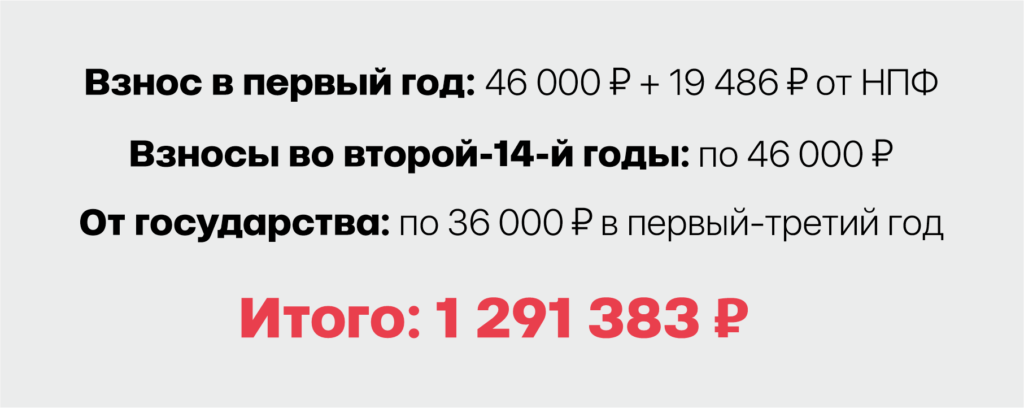 Взнос в первый год: 46 000 ₽ + 19 486 ₽ от НПФ
Взносы во второй-14-й годы: по 46 000 ₽
От государства: по 36 000 ₽ в первый-третий год
Итого: 1 291 383 ₽